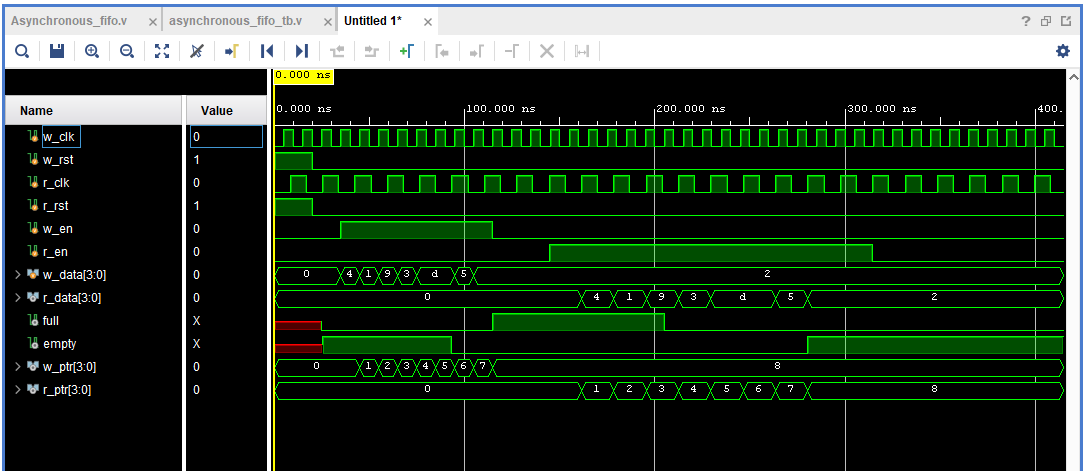 Asynchronous_fifo.v × asynchronous_fifo_tb.v × Untitled 1* ×
?
0.000 ns
Name Value 0.000 ns 100.000 ns 200.000 ns 300.000 ns 400.
w_clk 0
w_rst 1
r_clk 0
r_rst 1
w_en 0
r_en 0
w_data[3:0] 0 0 4 1 9 3 d 5 2
r_data[3:0] 0 0 4 1 9 3 d 5 2
full X
empty X
w_ptr[3:0] 0 0 1 2 3 4 5 6 7 8
r_ptr[3:0] 0 0 1 2 3 4 5 6 7 8